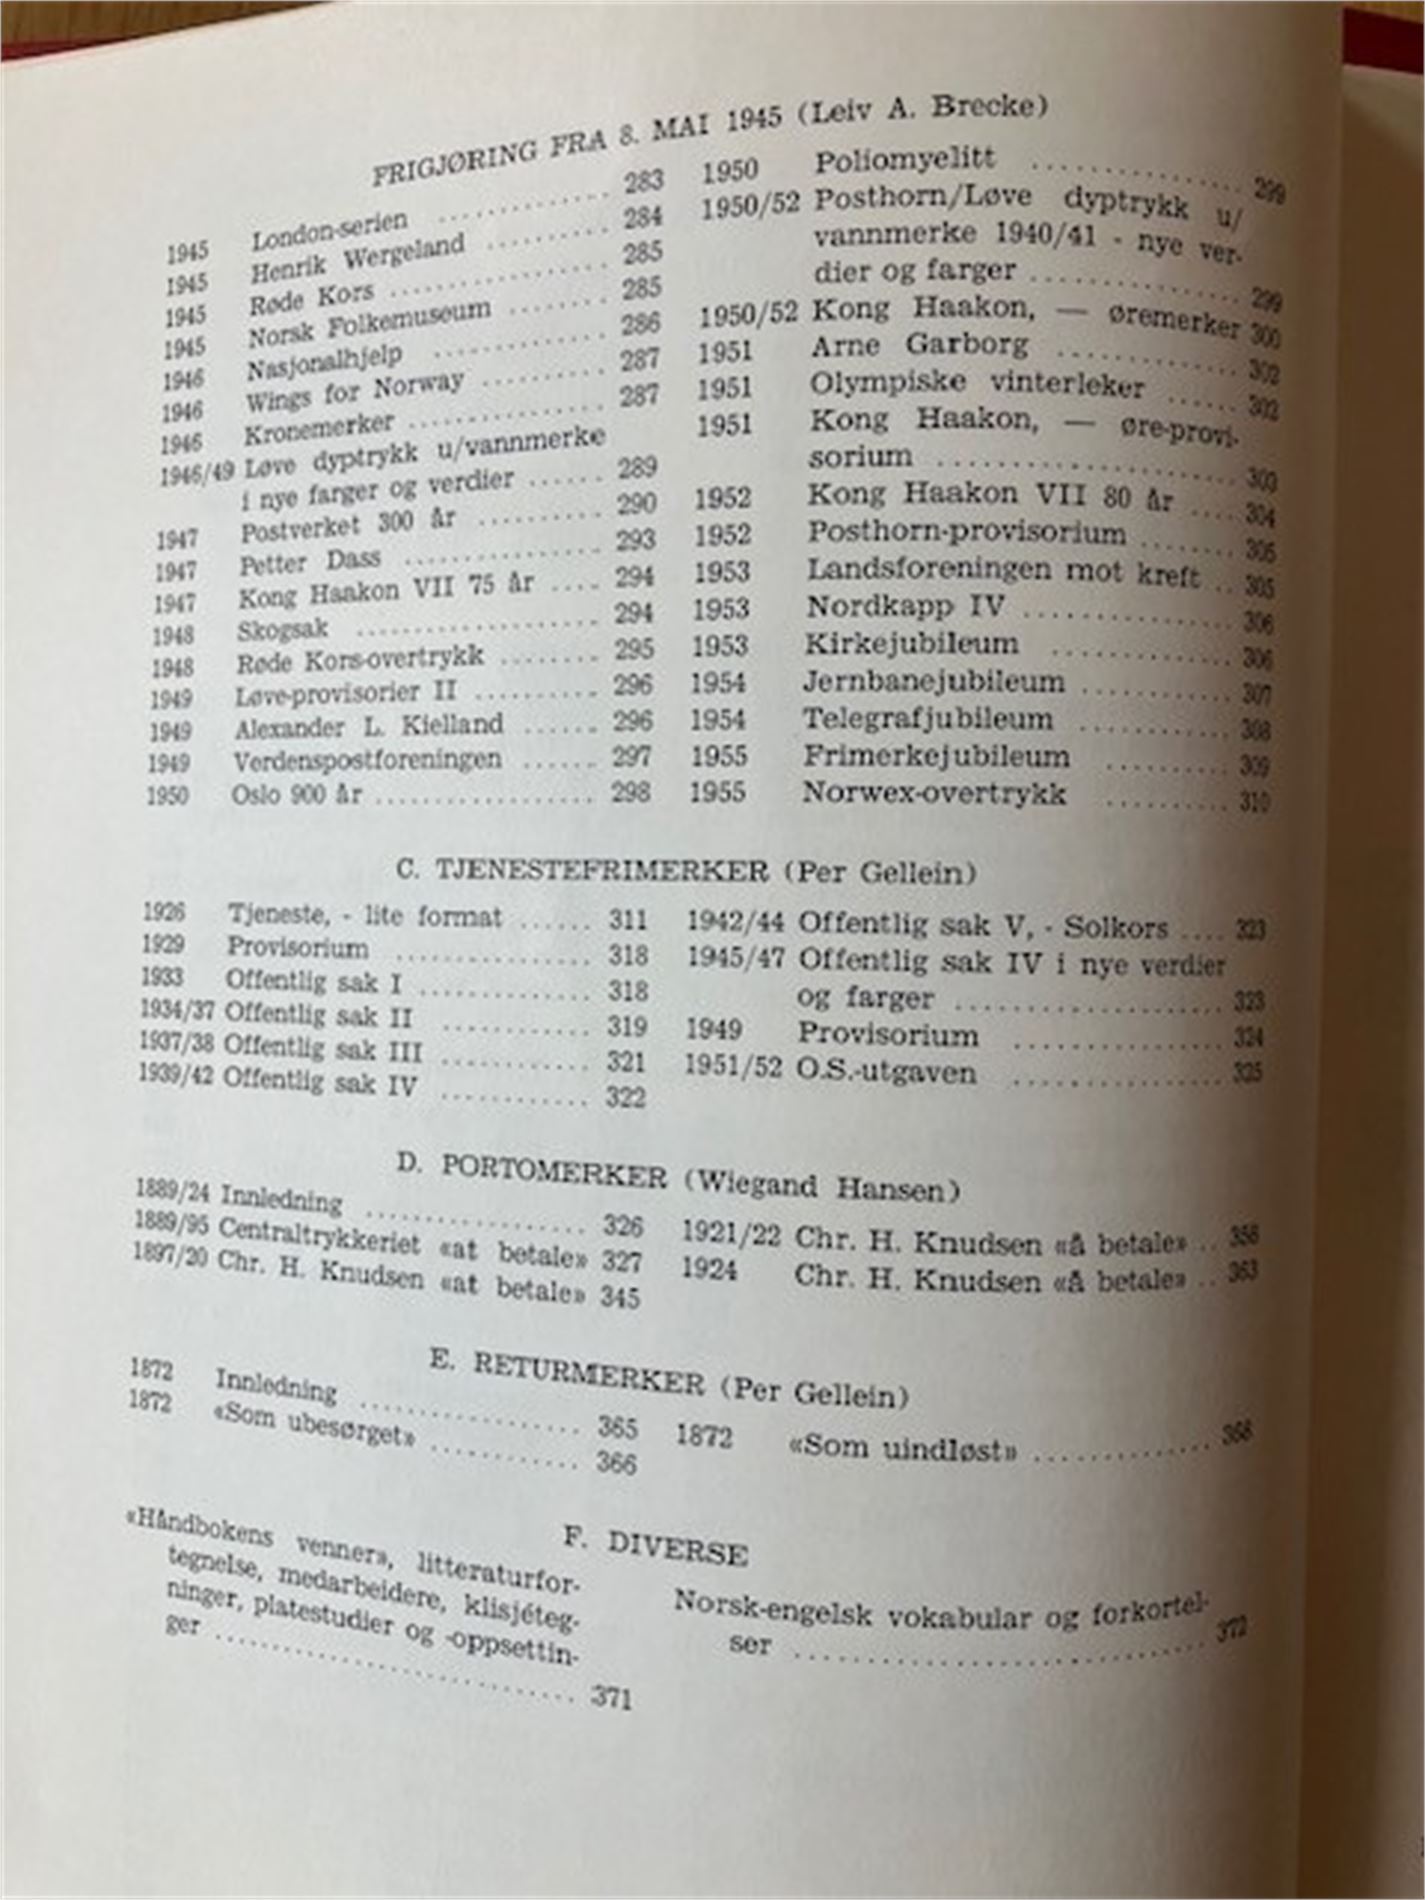 FRIGJØRING FRA 8. MAI 1945 (Leiv A. Brecke)
1945 London-serien .............. 283
1945 Henrik Wergeland .......... 284
1945 Røde Kors .................. 285
1945 Norsk Folkemuseum ........ 285
1946 Nasjonalhjelp .............. 286
1946 Wings for Norway .......... 287
1946 Kronemerker ................ 287
1946/49 Løve dyptrykk u/vannmerke
i nye farger og verdier ...... 289
1947 Postverket 300 år .......... 290
1947 Petter Dass ................ 293
1947 Kong Haakon VII 75 år .... 294
1948 Skogsak .................... 294
1948 Røde Kors-overtrykk ........ 295
1949 Løve-provisorier II .......... 296
1949 Alexander L. Kielland ...... 296
1949 Verdenspostforeningen ...... 297
1950 Oslo 900 år .................. 298
1950 Poliomyelitt ................ 299
1950/52 Posthorn/Løve dyptrykk u/
vannmerke 1940/41 - nye ver-
dier og farger ................ 299
1950/52 Kong Haakon, — øremerker 300
1951 Arne Garborg .............. 302
1951 Olympiske vinterleker ...... 302
1951 Kong Haakon, — øre-provi-
sorium ...................... 303
1952 Kong Haakon VII 80 år ..... 304
1952 Posthorn-provisorium ........ 305
1953 Landsforeningen mot kreft .. 305
1953 Nordkapp IV ................ 306
1953 Kirkejubileum .............. 306
1954 Jernbanejubileum ............ 307
1954 Telegrafjubileum ............ 308
1955 Frimerkejubileum .......... 309
1955 Norwex-overtrykk .......... 310
C. TJENESTEFRIMERKER (Per Gellein)
1926 Tjeneste, - lite format ...... 311
1929 Provisorium ................ 318
1933 Offentlig sak I .............. 318
1934/37 Offentlig sak II ............ 319
1937/38 Offentlig sak III ............ 321
1939/42 Offentlig sak IV ............ 322
1942/44 Offentlig sak V, - Solkors .... 323
1945/47 Offentlig sak IV i nye verdier
og farger .................... 323
1949 Provisorium ................ 324
1951/52 O.S.-utgaven ................ 325
D. PORTOMERKER (Wiegand Hansen)
1889/24 Innledning .................. 326
1889/95 Centraltrykkeriet «at betale» 327
1897/20 Chr. H. Knudsen «at betale» 345
1921/22 Chr. H. Knudsen «å betale» .. 356
1924 Chr. H. Knudsen «å betale» .. 363
E. RETURMERKER (Per Gellein)
1872 Innledning .................. 365
1872 «Som ubesørget» ............ 366
1872 «Som uindløst» .............. 368
F. DIVERSE
«Håndbokens venner», litteraturfor-
tegnelse, medarbeidere, klisjéteg-
ninger, platestudier og -oppsettin-
ger .............................. 371
Norsk-engelsk vokabular og forkortel-
ser .............................. 372